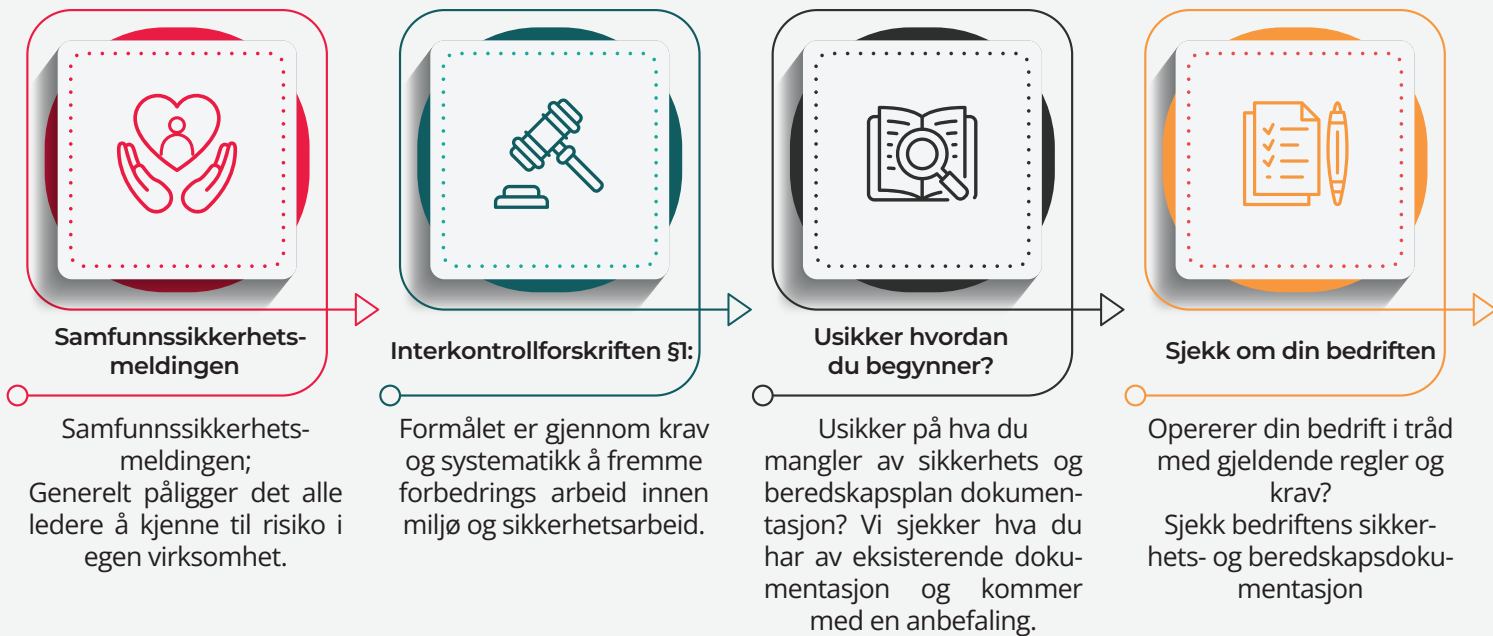 Samfunnssikkerhets-
meldingen
Samfunnssikkerhets-
meldingen;
Generelt påligger det alle
ledere å kjenne til risiko i
egen virksomhet.
Interkontrollforskriften §1:
Formålet er gjennom krav
og systematikk å fremme
forbedrings arbeid innen
miljø og sikkerhetsarbeid.
Usikker hvordan
du begynner?
Usikker på hva du
mangler av sikkerhets og
beredskapsplan dokumen-
tasjon? Vi sjekker hva du
har av eksisterende doku-
mentasjon og kommer
med en anbefaling.
Sjekk om din bedriften
Opererer din bedrift i tråd
med gjeldende regler og
krav?
Sjekk bedriftens sikker-
hets- og beredskapsdoku-
mentasjon